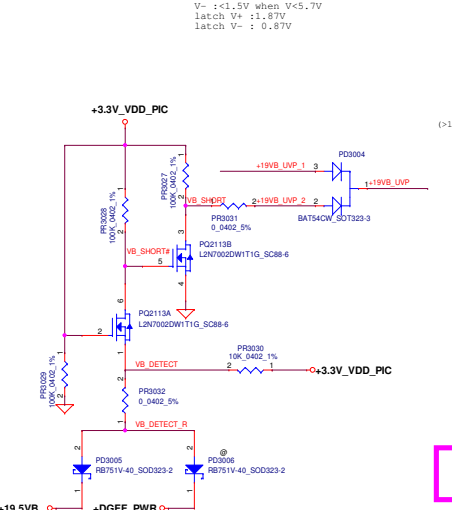 V- :<1.5V when V<5.7V
latch V+ :1.87V
latch V- : 0.87V
+3.3V_VDD_PIC
(>1
PD3004
+19VB_UVP_1 3
1 +19VB_UVP
VB_SHORT 2 +19VB_UVP_2 2
BAT54CW_SOT323-3
PR3027
100K_0402_1%
PR3028
100K_0402_1%
PR3031
0_0402_5%
PQ2113B
L2N7002DW1T1G_SC88-6
VB_SHORT#
5
3
4
6
PQ2113A
L2N7002DW1T1G_SC88-6
2
1
PR3029
100K_0402_1%
PR3030
10K_0402_1%
VB_DETECT
2 1
+3.3V_VDD_PIC
PR3032
0_0402_5%
VB_DETECT_R
@
PD3005
RB751V-40_SOD323-2
PD3006
RB751V-40_SOD323-2
+19.5VB